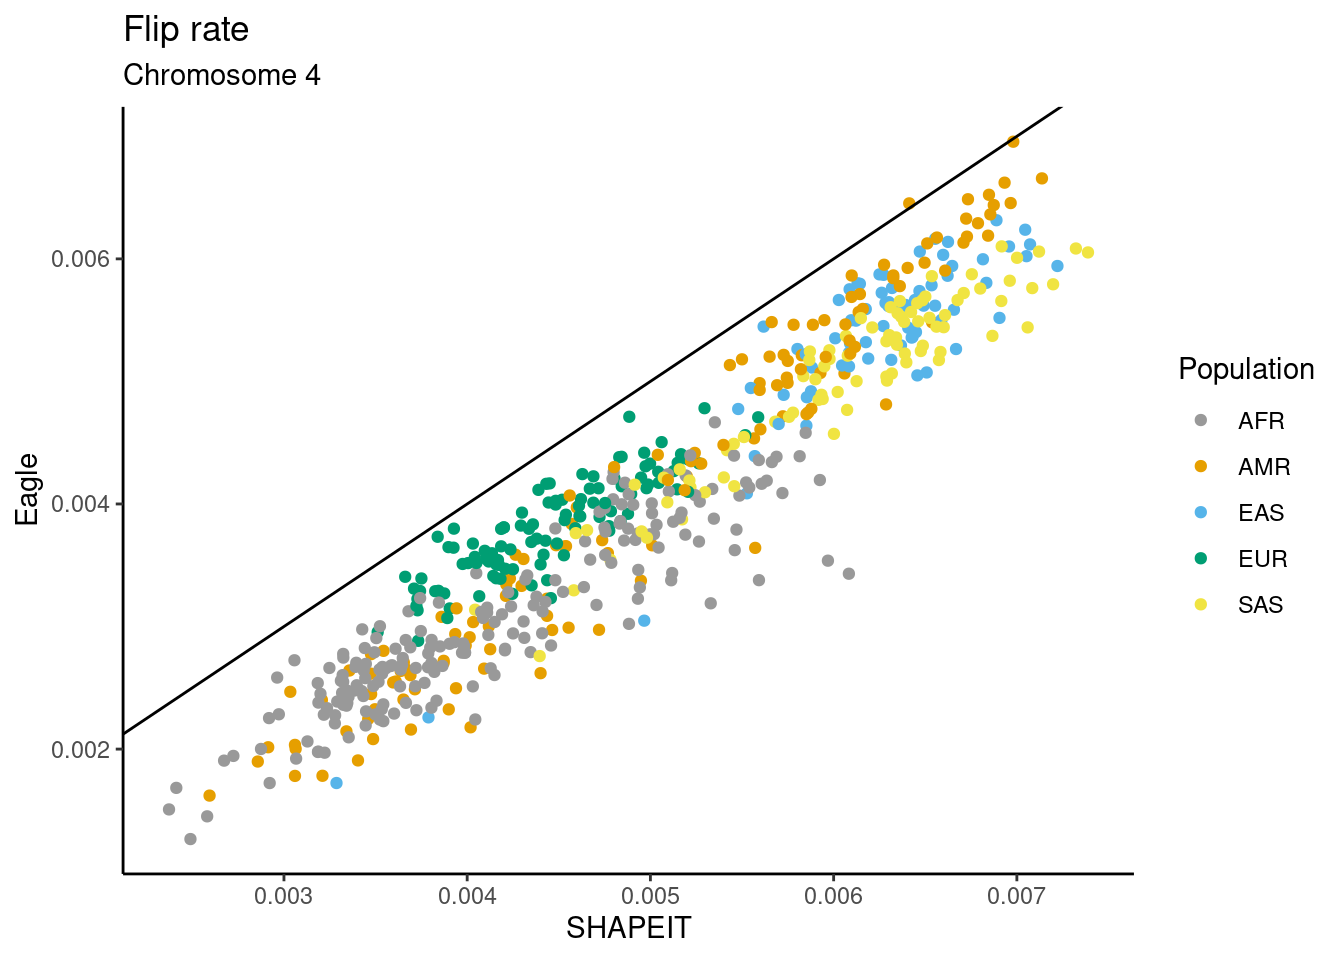 Flip rate
Chromosome 4
Eagle
0.006
0.004
0.002
0.003
0.004
0.005
0.006
0.007
SHAPEIT
Population
AFR
AMR
EAS
EUR
SAS